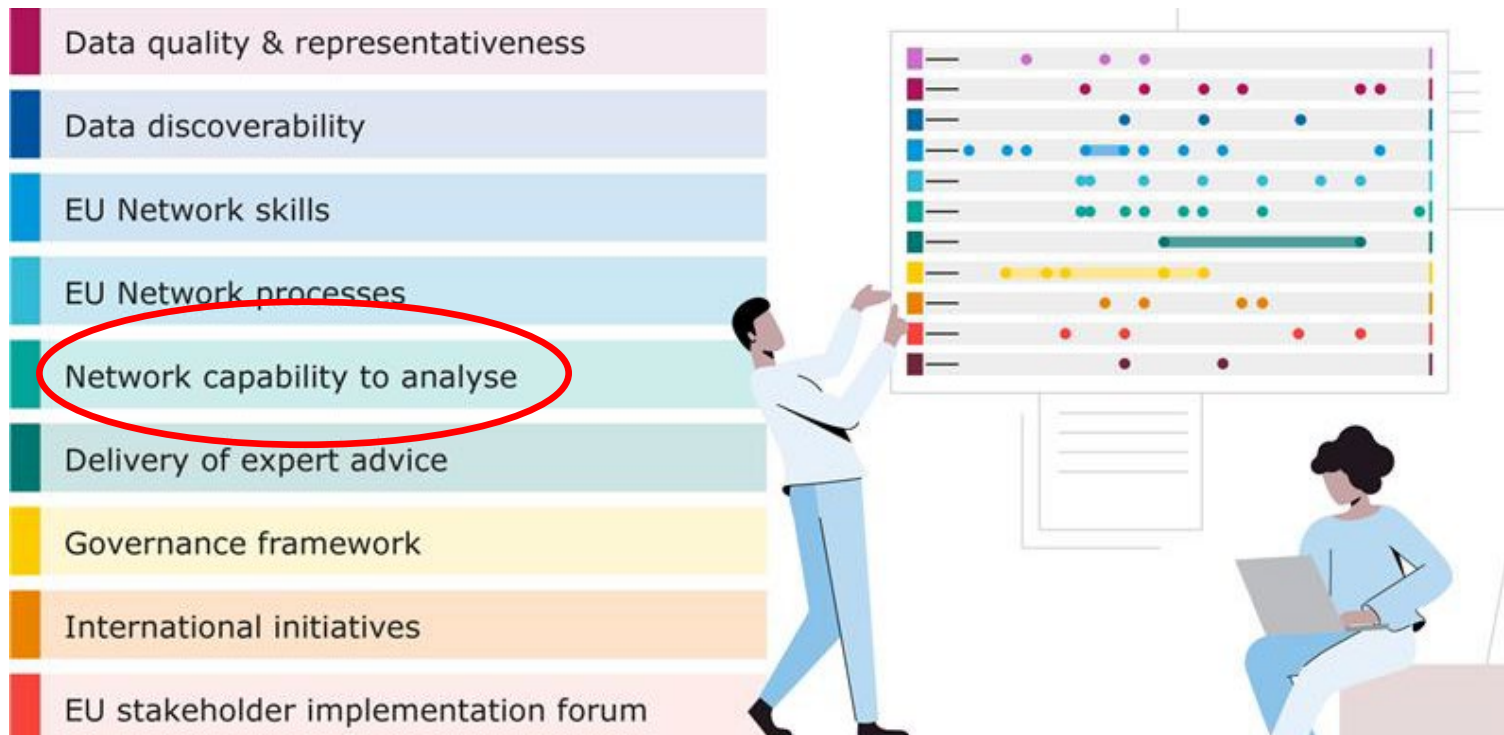 Data quality & representativeness
Data discoverability
EU Network skills
EU Network processes
Network capability to analyse
Delivery of expert advice
Governance framework
International initiatives
EU stakeholder implementation forum